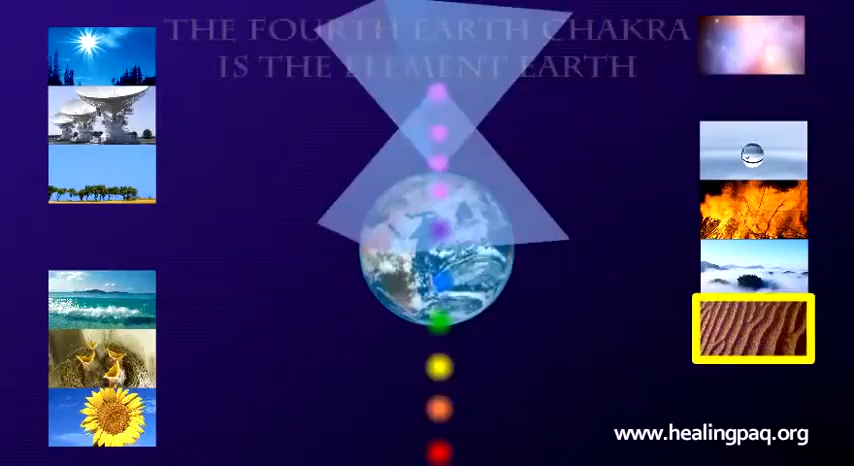 THE FOURTH EARTH CHAKRA
IS THE ELEMENT EARTH
www.healingpaq.org